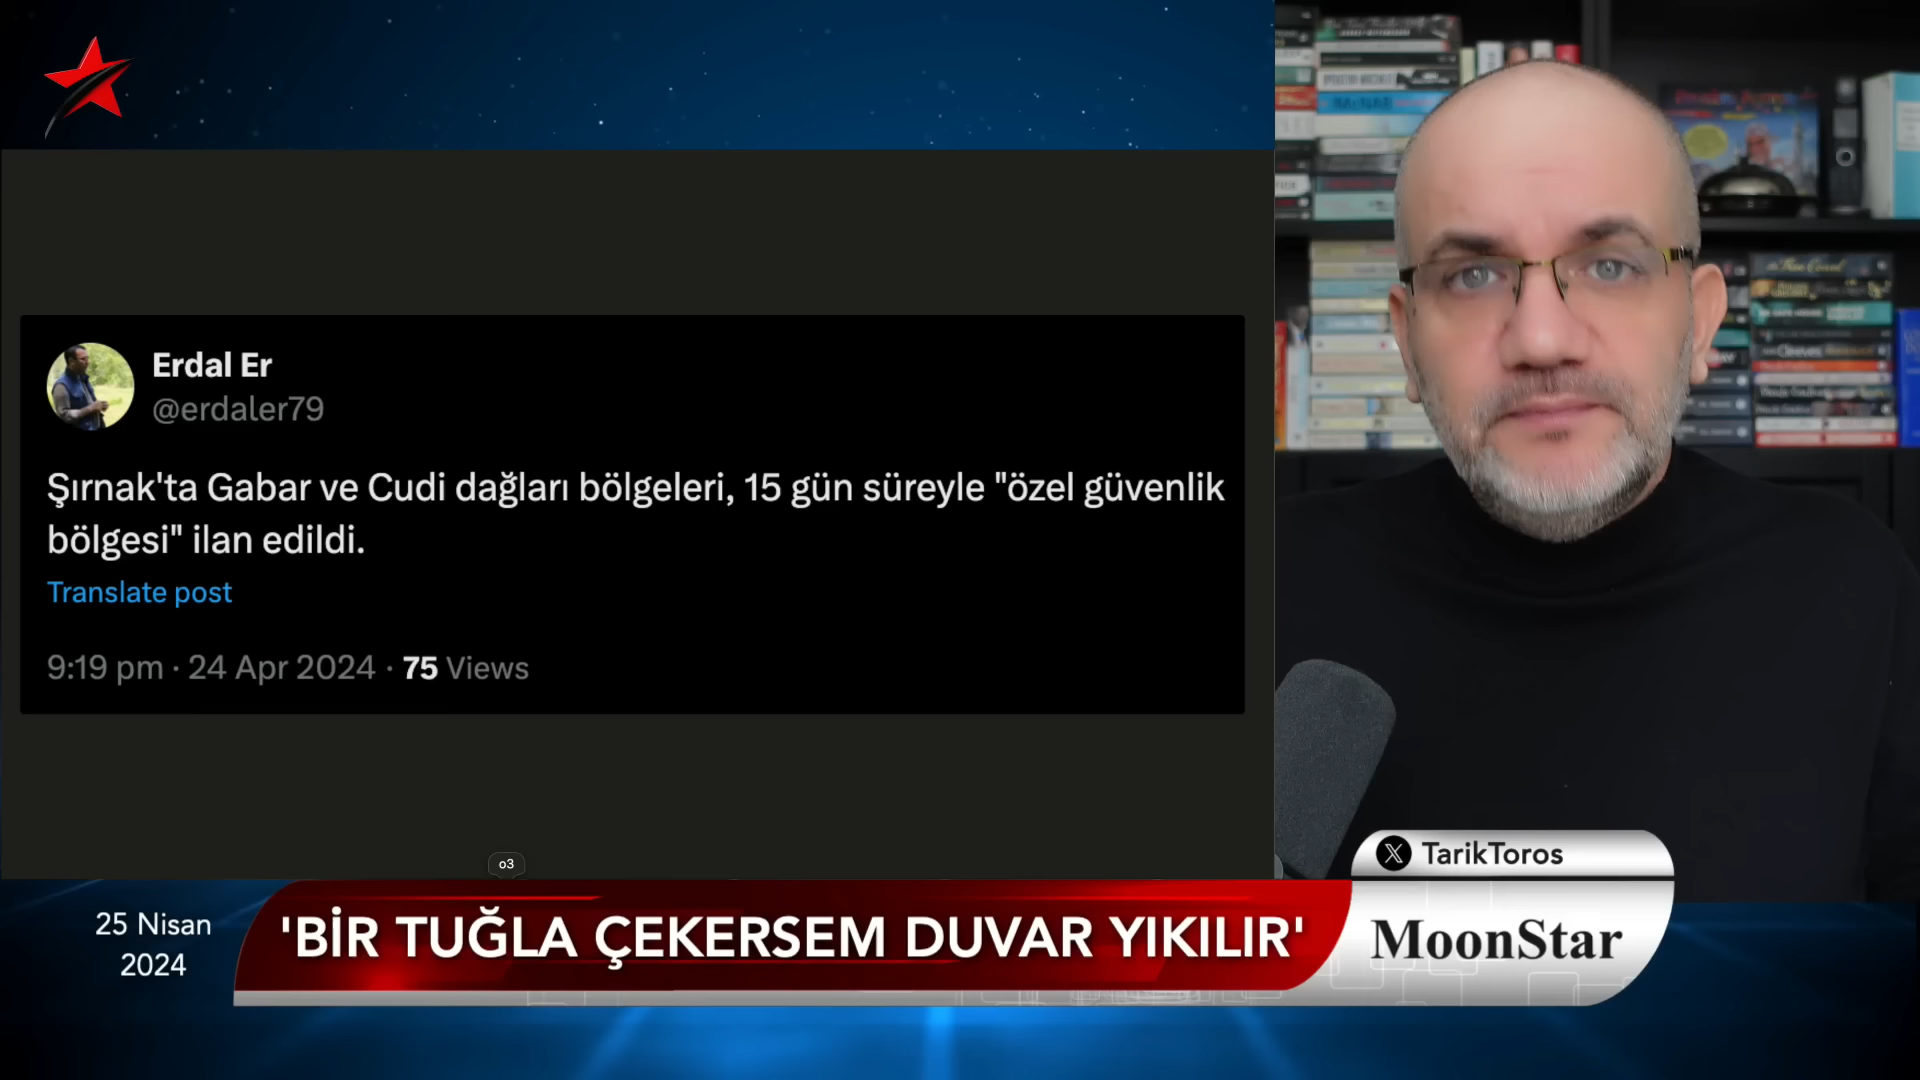 Erdal Er
@erdaler79
Şırnak'ta Gabar ve Cudi dağları bölgeleri, 15 gün süreyle "özel güvenlik
bölgesi" ilan edildi.
Translate post
9:19 pm · 24 Apr 2024 · 75 Views
o3
25 Nisan
2024
'BİR TUĞLA ÇEKERSEM DUVAR YIKILIR'
X TarikToros
MoonStar